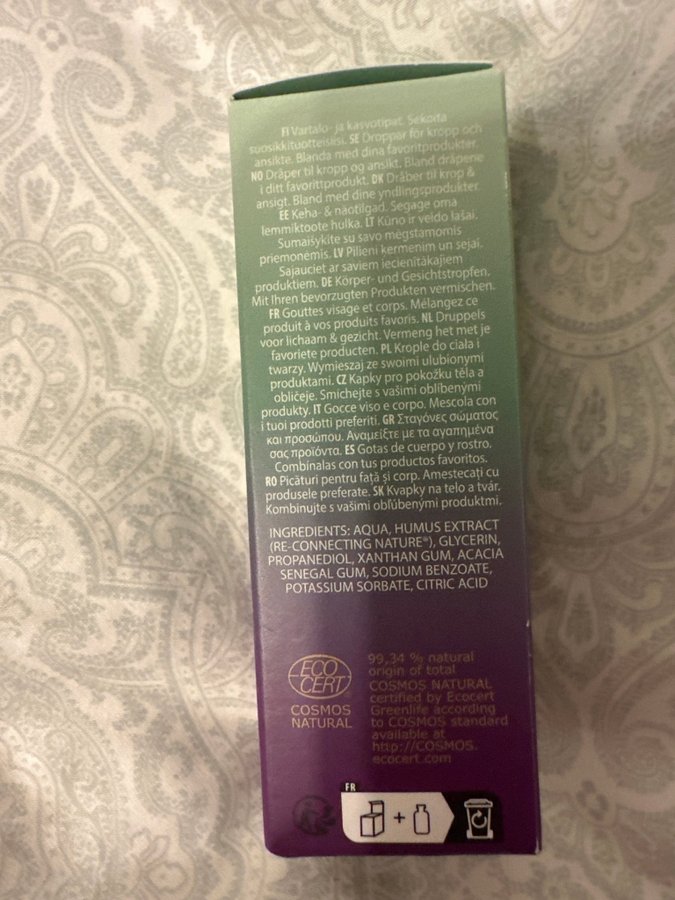 FI Vartalo- ja kasvotipat. Sekoita
suosikkituotteisiisi. SE Droppar för kropp och
ansikte. Blanda med dina favoritprodukter.
NO Dråper til kropp og ansikt. Bland dråpene
i ditt favorittprodukt. DK Dråber til krop &
ansigt. Bland med dine yndlingsprodukter.
EE Keha- & näotilgad. Segage oma
lemmiktoote hulka. LT Kūno ir veido lašai.
Sumaišykite su savo mėgstamomis
priemonėmis. LV Pilieni ķermenim un sejai.
Sajauciet ar saviem iecienītākajiem
produktiem. DE Körper- und Gesichtstropfen.
Mit Ihren bevorzugten Produkten vermischen.
FR Gouttes visage et corps. Mélangez ce
produit à vos produits favoris. NL Druppels
voor lichaam & gezicht. Vermeng het met je
favoriete producten. PL Krople do ciała i
twarzy. Wymieszaj ze swoimi ulubionymi
produktami. CZ Kapky pro pokožku těla a
obličeje. Smíchejte s vašimi oblíbenými
produkty. IT Gocce viso e corpo. Mescola con
i tuoi prodotti preferiti. GR Σταγόνες σώματος
και προσώπου. Αναμείξτε με τα αγαπημένα
σας προϊόντα. ES Gotas de cuerpo y rostro.
Combínalas con tus productos favoritos.
RO Picături pentru față și corp. Amestecați cu
produsele preferate. SK Kvapky na telo a tvár.
Kombinujte s vašimi obľúbenými produktmi.
INGREDIENTS: AQUA, HUMUS EXTRACT
(RE-CONNECTING NATURE®), GLYCERIN,
PROPANEDIOL, XANTHAN GUM, ACACIA
SENEGAL GUM, SODIUM BENZOATE,
POTASSIUM SORBATE, CITRIC ACID
ECO
CERT
COSMOS
NATURAL
99,34 % natural
origin of total
COSMOS NATURAL
certified by Ecocert
Greenlife according
to COSMOS standard
available at
http://COSMOS.
ecocert.com
FR
+